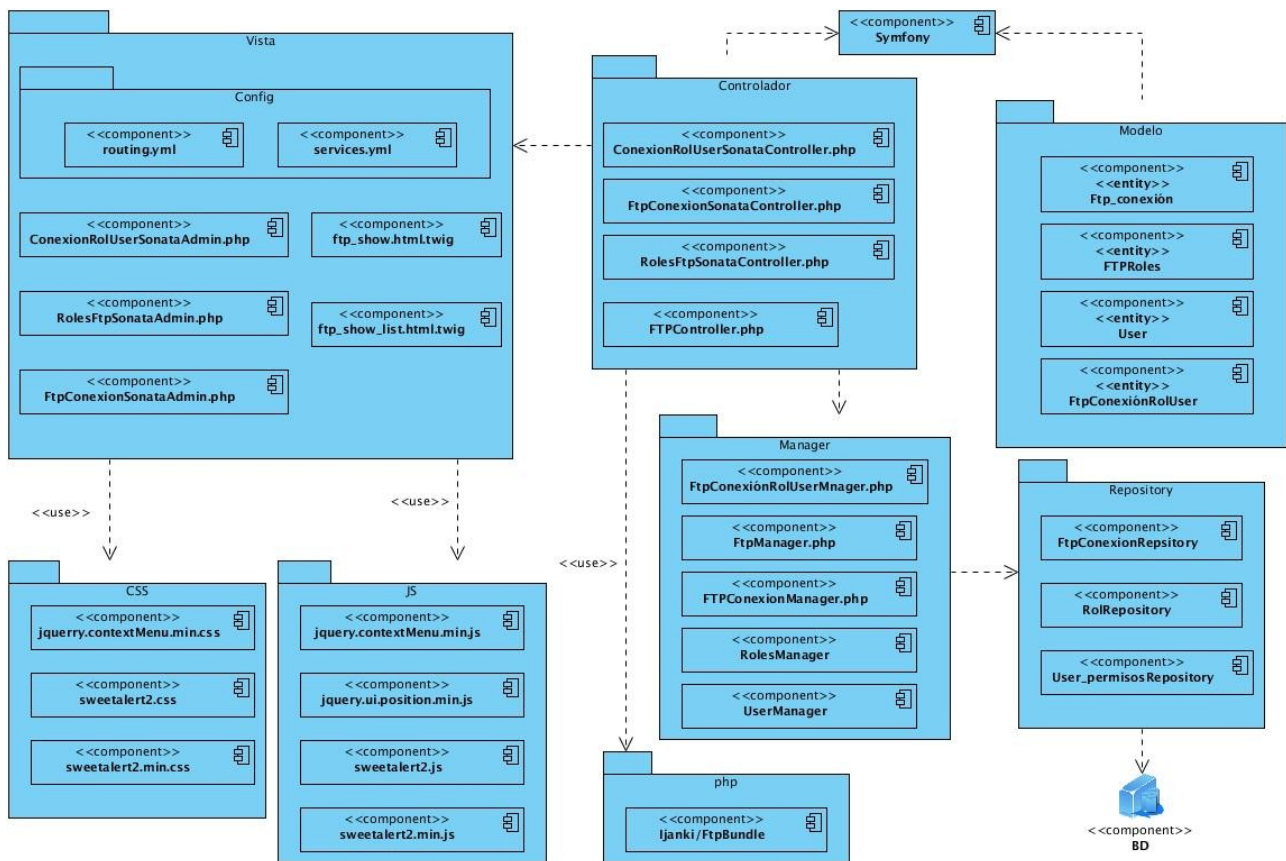 Vista
Config
<<component>>
routing.yml
<<component>>
services.yml
<<component>>
ConexionRolUserSonataAdmin.php
<<component>>
ftp_show.html.twig
<<component>>
RolesFtpSonataAdmin.php
<<component>>
ftp_show_list.html.twig
<<component>>
FtpConexionSonataAdmin.php
<<component>>
Symfony
Controlador
<<component>>
ConexionRolUserSonataController.php
<<component>>
FtpConexionSonataController.php
<<component>>
RolesFtpSonataController.php
<<component>>
FTPController.php
Modelo
<<component>>
<<entity>>
Ftp_conexión
<<component>>
<<entity>>
FTPRoles
<<component>>
<<entity>>
User
<<component>>
<<entity>>
FtpConexiónRolUser
<<use>>
<<use>>
<<use>>
CSS
<<component>>
jquerry.contextMenu.min.css
<<component>>
sweetalert2.css
<<component>>
sweetalert2.min.css
JS
<<component>>
jquery.contextMenu.min.js
<<component>>
jquery.ui.position.min.js
<<component>>
sweetalert2.js
<<component>>
sweetalert2.min.js
Manager
<<component>>
FtpConexiónRolUserMnager.php
<<component>>
FtpManager.php
<<component>>
FTPConexionManager.php
<<component>>
RolesManager
<<component>>
UserManager
Repository
<<component>>
FtpConexionRepsitory
<<component>>
RolRepository
<<component>>
User_permisosRepository
php
<<component>>
Ijanki/FtpBundle
<<component>>
BD